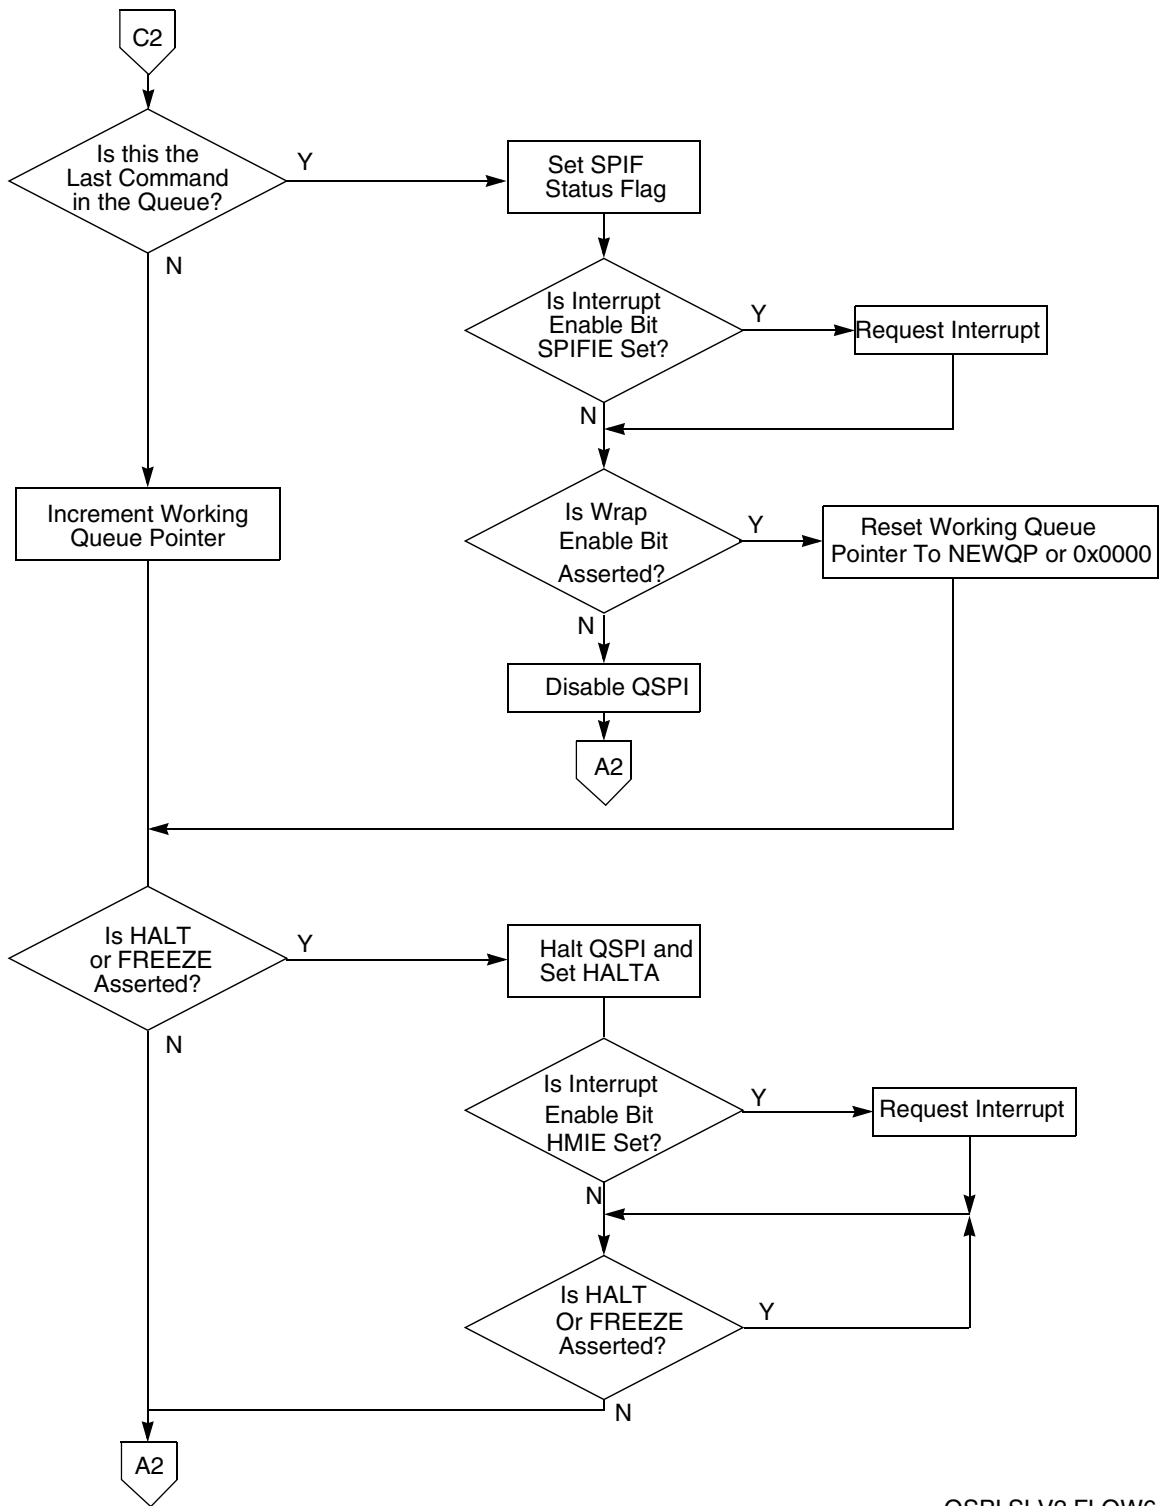 C2
Is this the
Last Command
in the Queue?
Y
N
Set SPIF
Status Flag
Is Interrupt
Enable Bit
SPIFIE Set?
Y
N
Request Interrupt
Increment Working
Queue Pointer
Is Wrap
Enable Bit
Asserted?
Y
N
Reset Working Queue
Pointer To NEWQP or 0x0000
Disable QSPI
A2
Is HALT
or FREEZE
Asserted?
Y
N
Halt QSPI and
Set HALTA
Is Interrupt
Enable Bit
HMIE Set?
Y
N
Request Interrupt
Is HALT
Or FREEZE
Asserted?
Y
N
A2